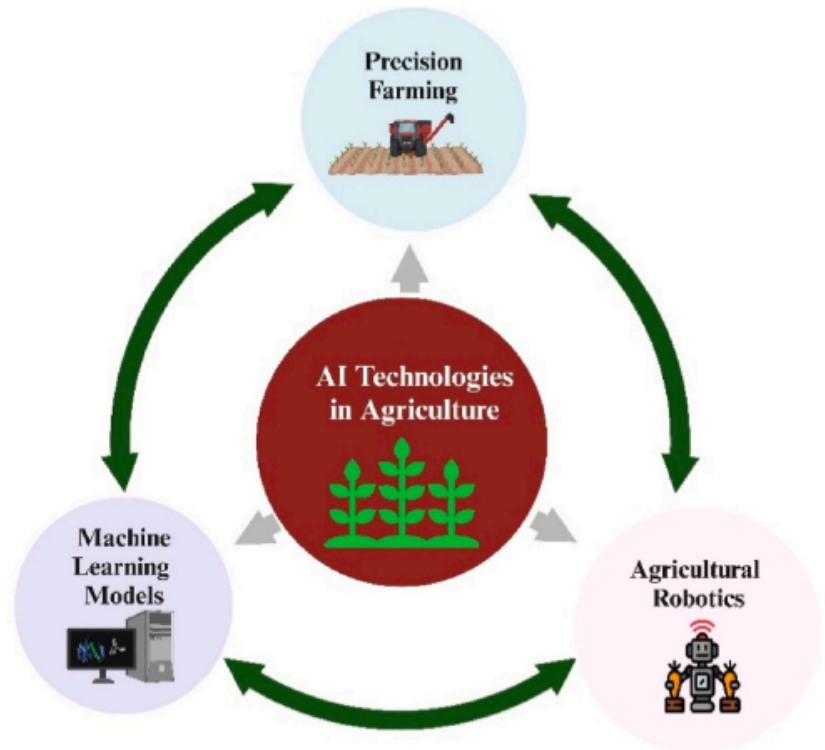 Precision
Farming
AI Technologies
in Agriculture
Machine
Learning
Models
Agricultural
Robotics